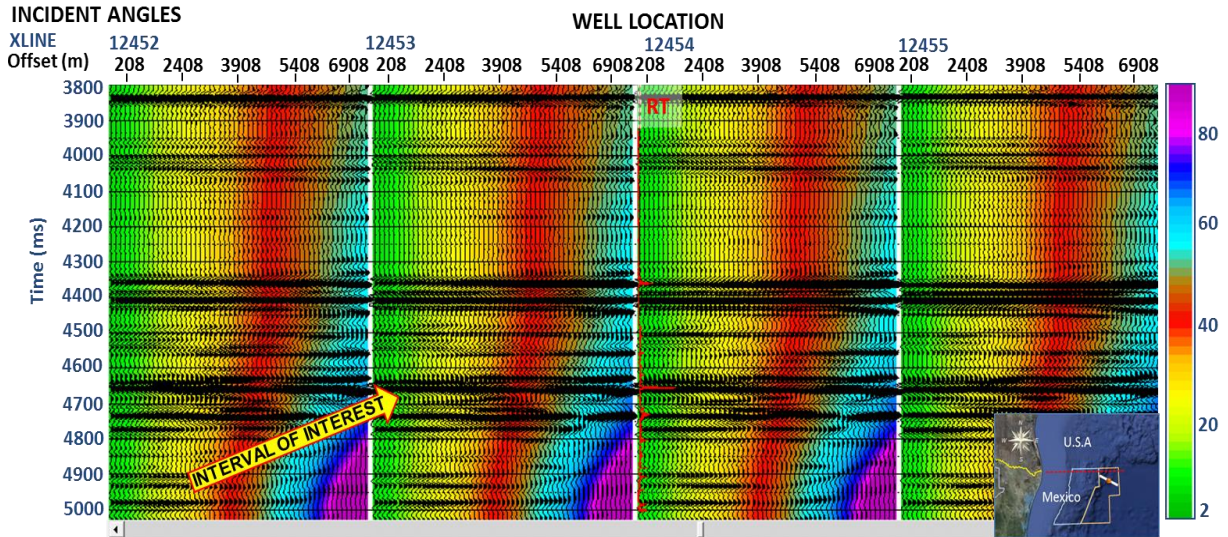 INCIDENT ANGLES
WELL LOCATION
XLINE 12452 12453 12454 12455
Offset (m) 208 2408 3908 5408 6908 208 2408 3908 5408 6908 208 2408 3908 5408 6908 208 2408 3908 5408 6908
3800
RT
3900
4000
4100
4200
4300
4400
4500
4600
4700
4800
4900
5000
Time (ms)
INTERVAL OF INTEREST
80
60
40
20
2
N
W
E
S
U.S.A
Mexico